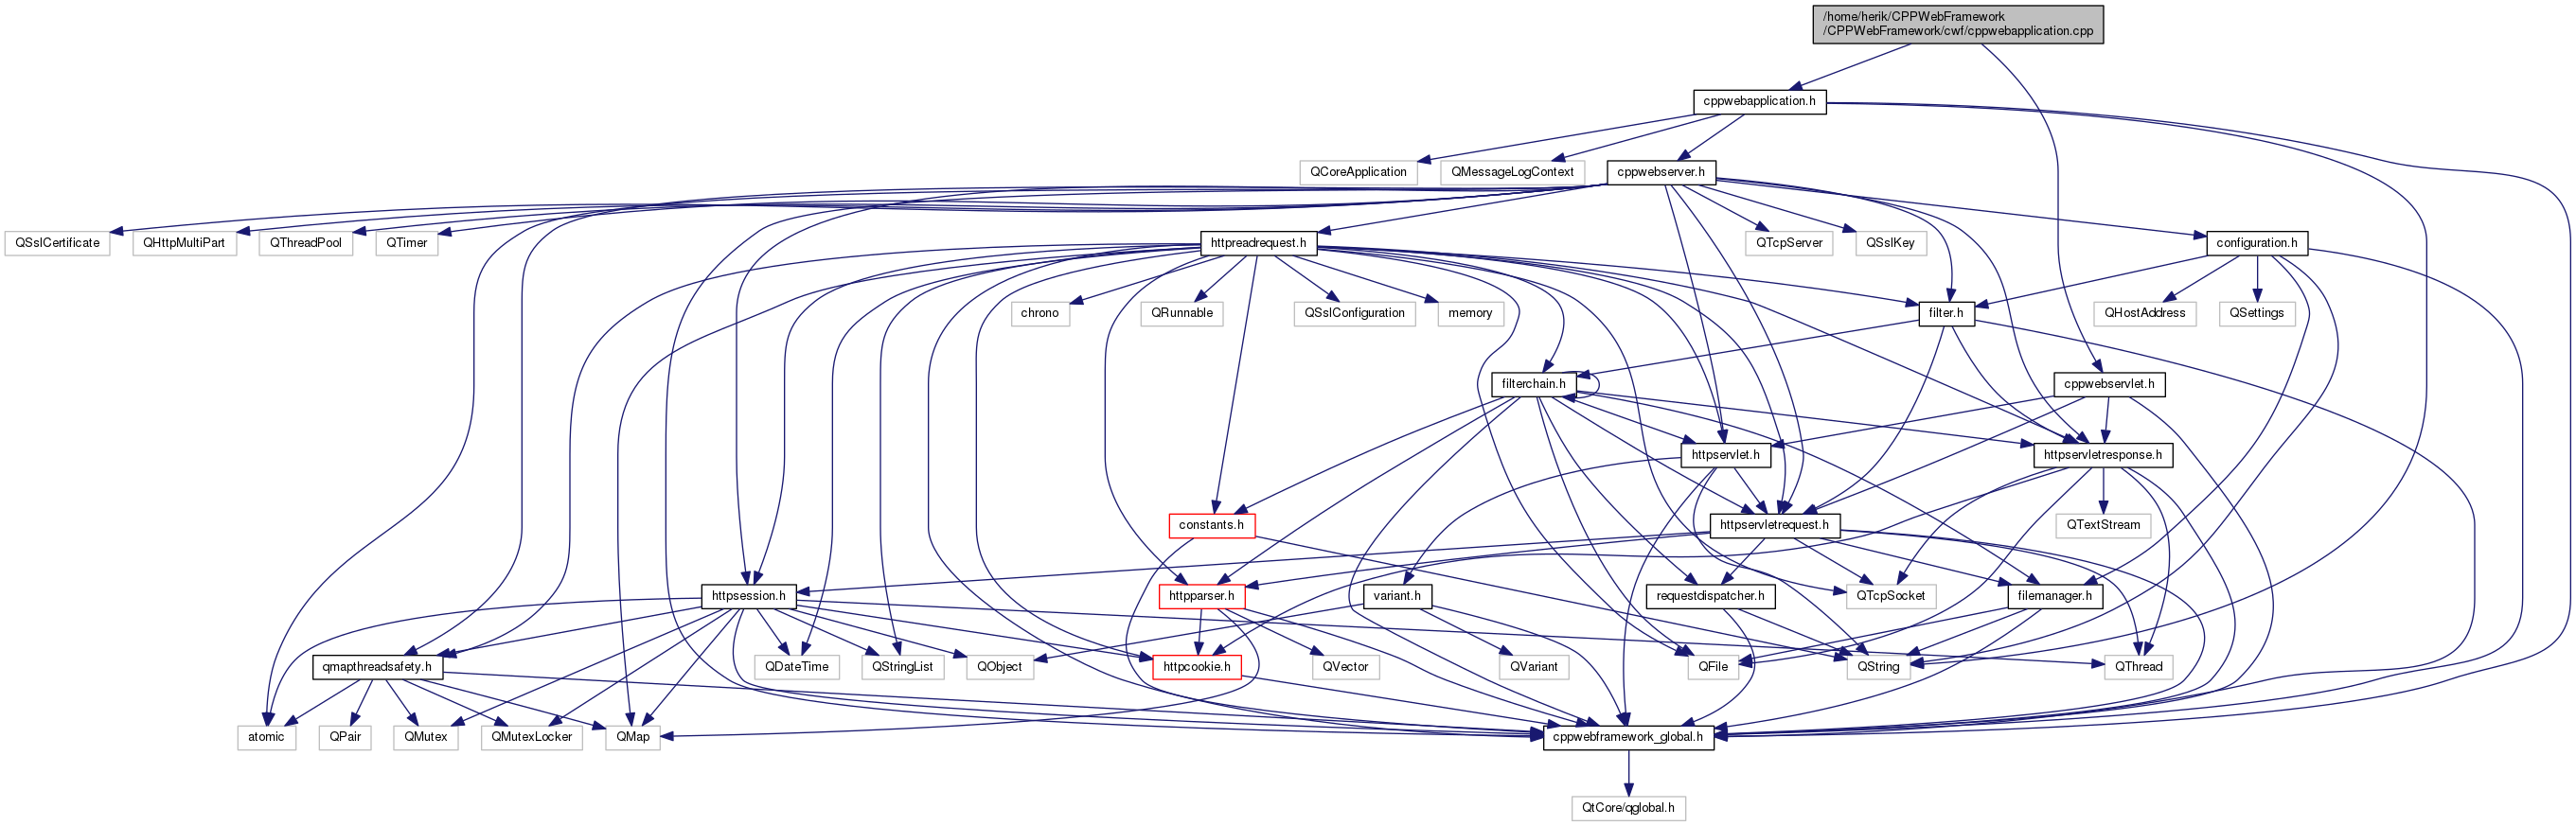 /home/herik/CPPWebFramework
/CPPWebFramework/cwf/cppwebapplication.cpp
cppwebapplication.h
QCoreApplication
QMessageLogContext
cppwebserver.h
QSslCertificate
QHttpMultiPart
QThreadPool
QTimer
httpreadrequest.h
QTcpServer
QSslKey
configuration.h
chrono
QRunnable
QSslConfiguration
memory
filter.h
QHostAddress
QSettings
filterchain.h
cppwebservlet.h
httpservlet.h
httpservletresponse.h
constants.h
httpservletrequest.h
QTextStream
httpsession.h
httpparser.h
variant.h
requestdispatcher.h
QTcpSocket
filemanager.h
qmapthreadsafety.h
QDateTime
QStringList
QObject
httpcookie.h
QVector
QVariant
QFile
QString
QThread
atomic
QPair
QMutex
QMutexLocker
QMap
cppwebframework_global.h
QtCore/qglobal.h